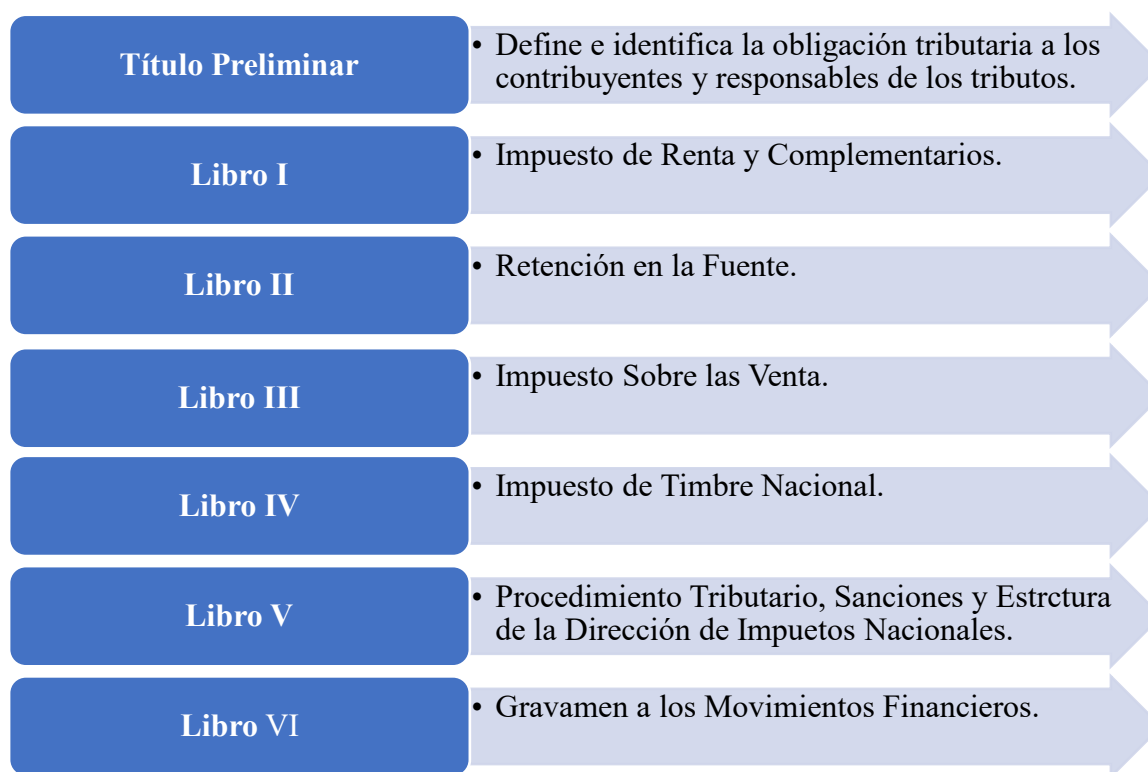 Título Preliminar
• Define e identifica la obligación tributaria a los
contribuyentes y responsables de los tributos.
Libro I
• Impuesto de Renta y Complementarios.
Libro II
• Retención en la Fuente.
Libro III
• Impuesto Sobre las Venta.
Libro IV
• Impuesto de Timbre Nacional.
Libro V
• Procedimiento Tributario, Sanciones y Estrctura
de la Dirección de Impuetos Nacionales.
Libro VI
• Gravamen a los Movimientos Financieros.